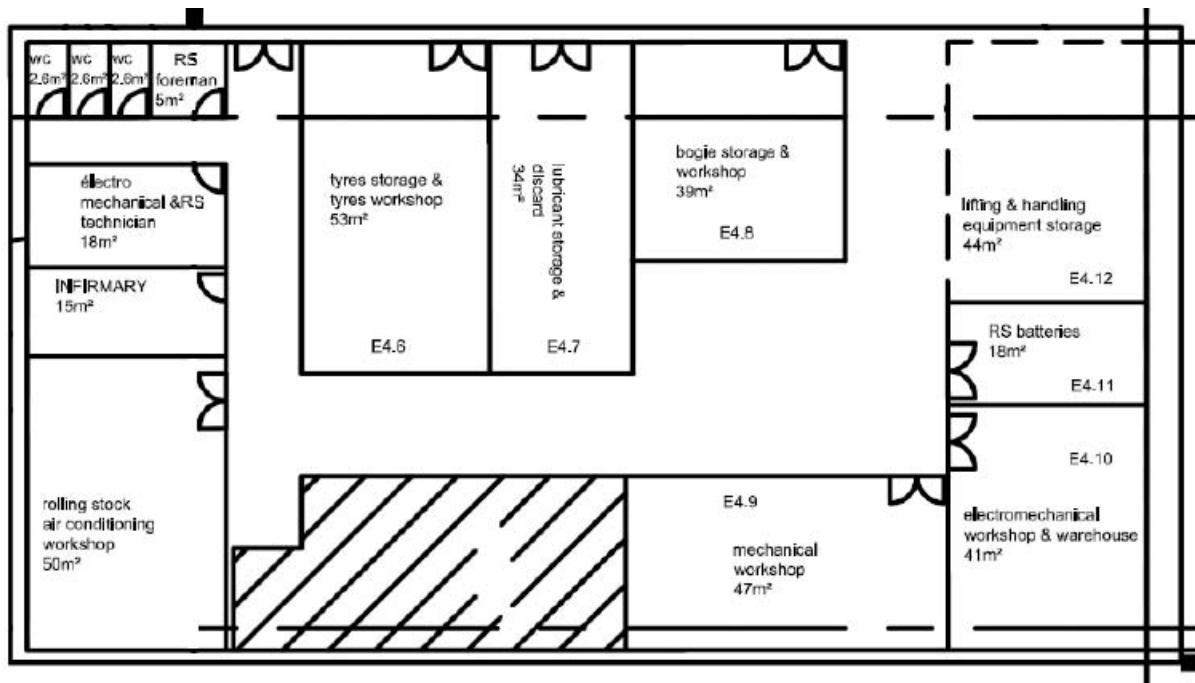 WC
2.6m²
WC
2.6m²
WC
2.6m²
RS
foreman
5m²
électro
mechanical &RS
technician
18m²
INFIRMARY
15m²
rolling stock
air conditioning
workshop
50m²
tyres storage &
tyres workshop
53m²
E4.6
lubricant storage &
discard
34m²
E4.7
bogie storage &
workshop
39m²
E4.8
lifting & handling
equipment storage
44m²
E4.12
RS batteries
18m²
E4.11
E4.10
electromechanical
workshop & warehouse
41m²
E4.9
mechanical
workshop
47m²